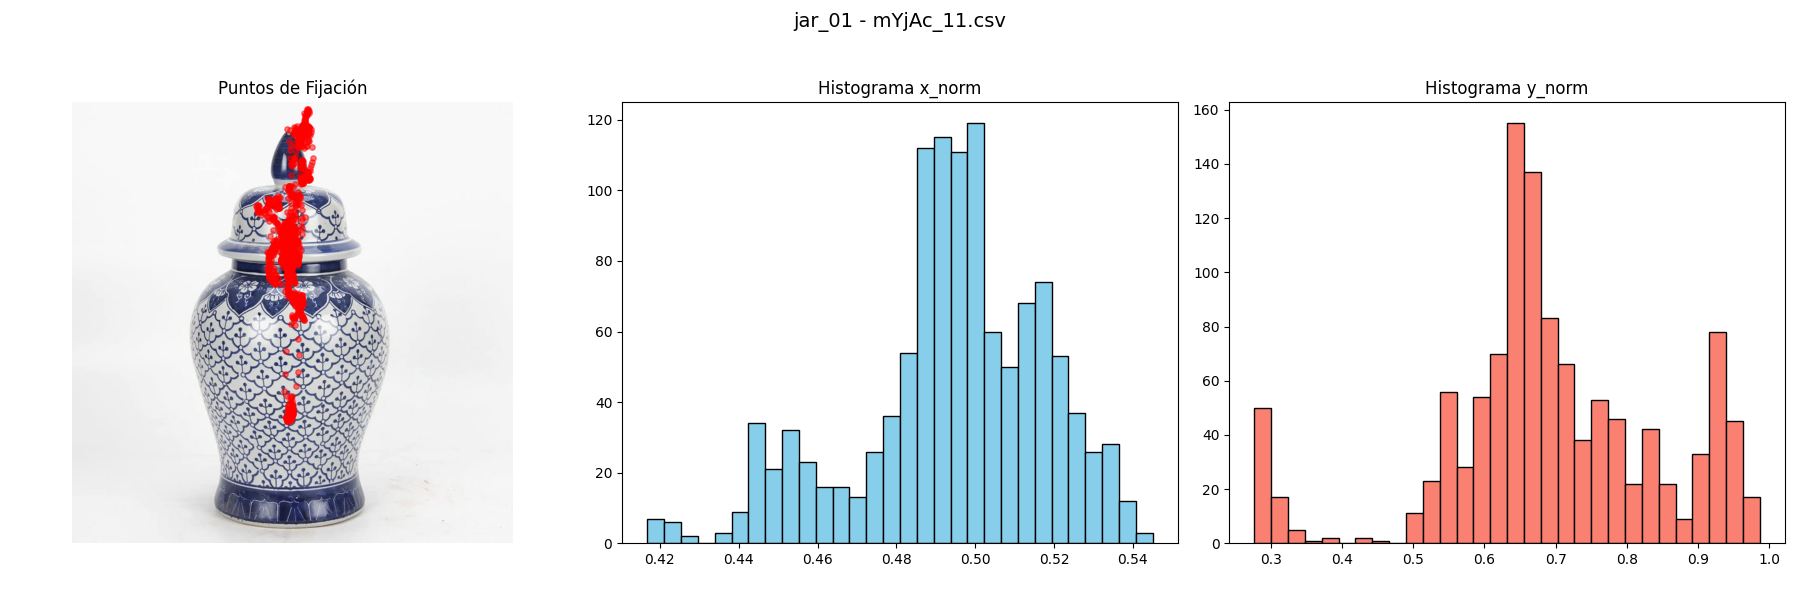 jar_01 - mYjAc_11.csv
Puntos de Fijación
Histograma x_norm
120
100
80
60
40
20
0
0.42 0.44 0.46 0.48 0.50 0.52 0.54
Histograma y_norm
160
140
120
100
80
60
40
20
0
0.3 0.4 0.5 0.6 0.7 0.8 0.9 1.0